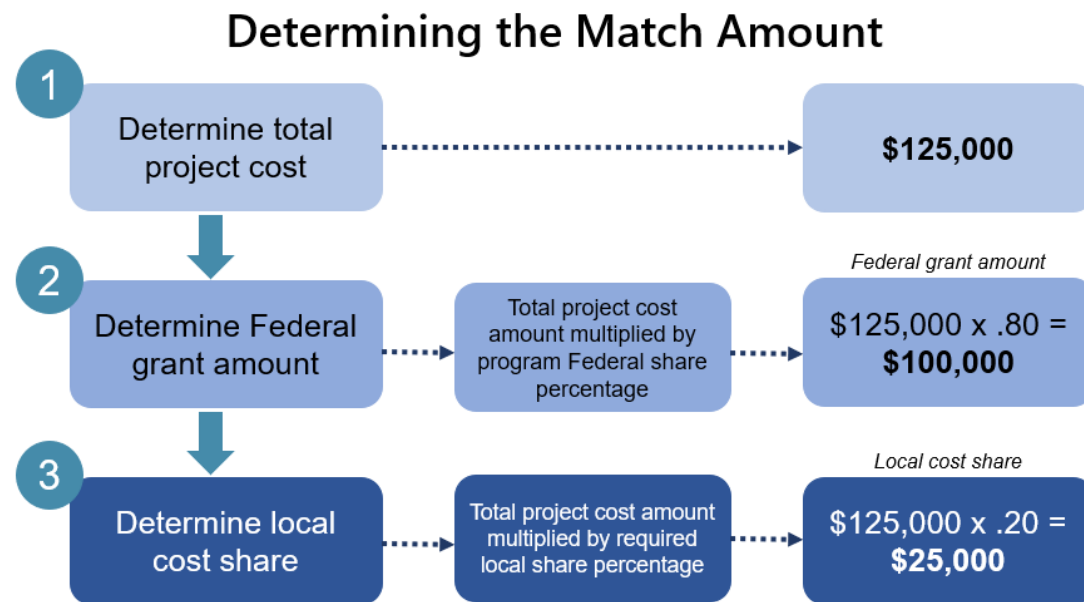 Determining the Match Amount
1
Determine total
project cost
$125,000
2
Determine Federal
grant amount
Total project cost
amount multiplied by
program Federal share
percentage
Federal grant amount
$125,000 x .80 =
$100,000
3
Determine local
cost share
Total project cost amount
multiplied by required
local share percentage
Local cost share
$125,000 x .20 =
$25,000